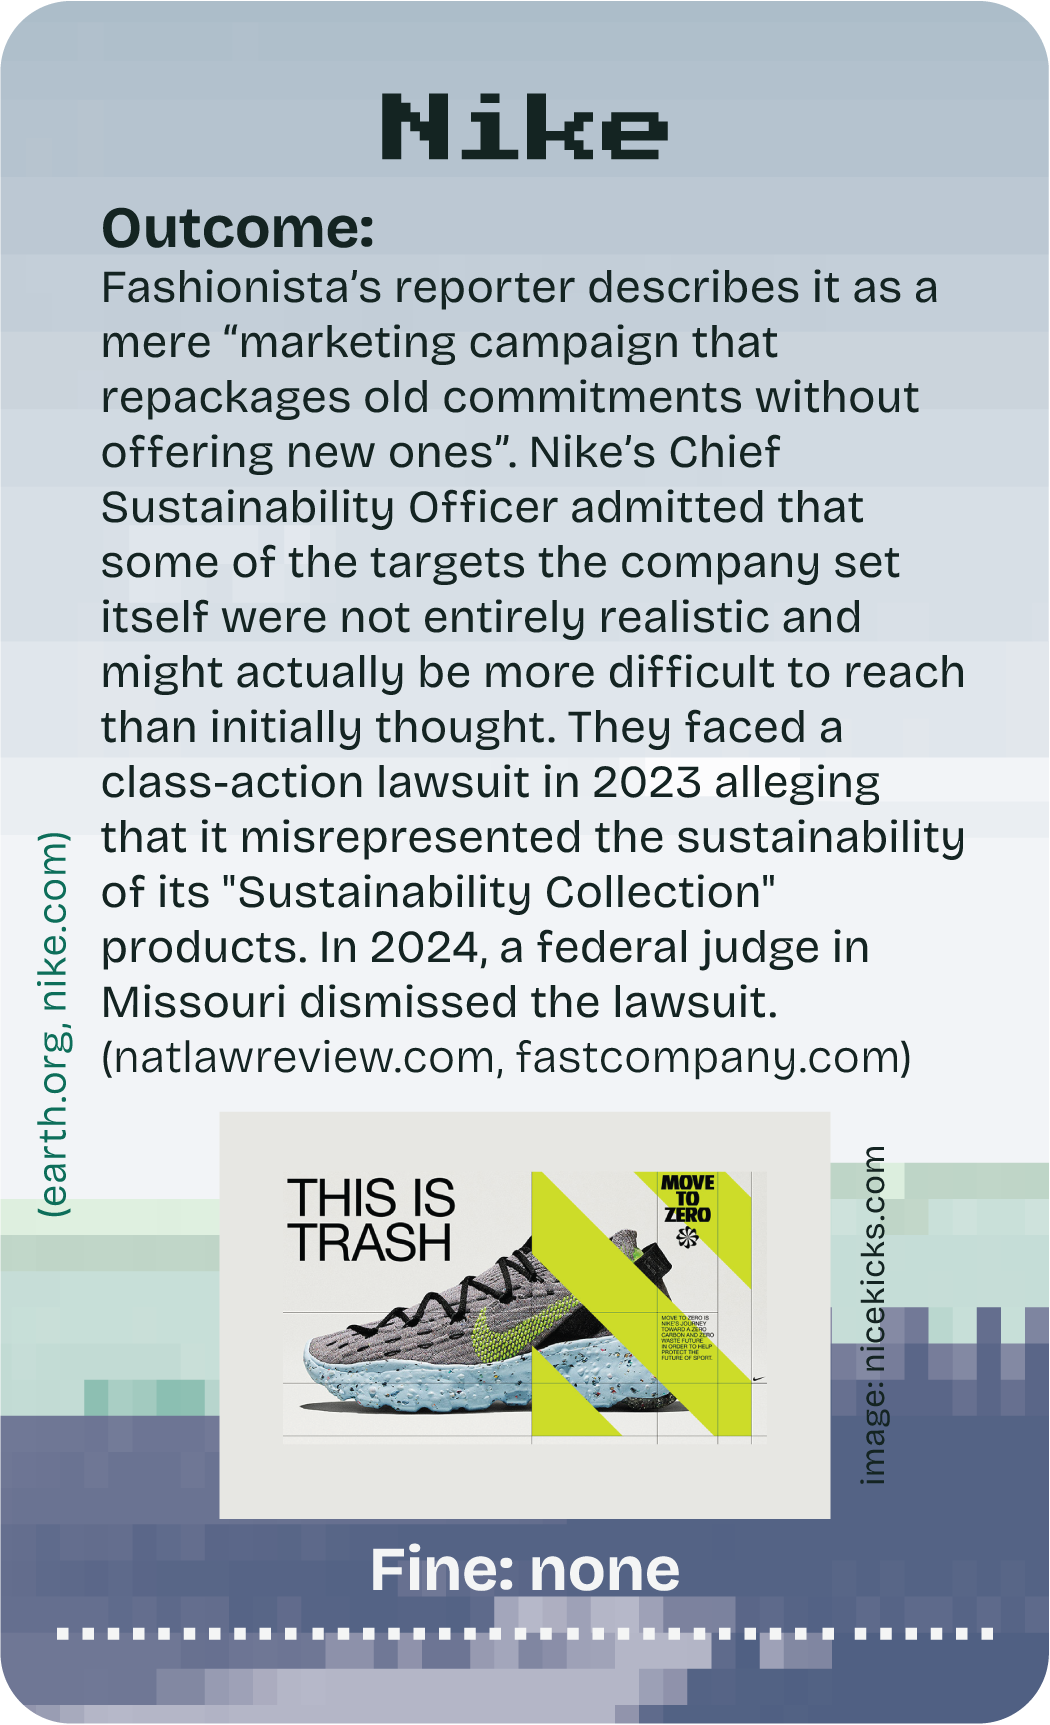 Nike
Outcome:
Fashionista’s reporter describes it as a
mere “marketing campaign that
repackages old commitments without
offering new ones”. Nike’s Chief
Sustainability Officer admitted that
some of the targets the company set
itself were not entirely realistic and
might actually be more difficult to reach
than initially thought. They faced a
class-action lawsuit in 2023 alleging
that it misrepresented the sustainability
of its "Sustainability Collection"
products. In 2024, a federal judge in
Missouri dismissed the lawsuit.
(natlawreview.com, fastcompany.com)
(earth.org, nike.com)
THIS IS
TRASH
MOVE
TO
ZERO
MOVE TO ZERO IS
NIKE'S JOURNEY
TOWARD A ZERO
CARBON AND ZERO
WASTE FUTURE
IN ORDER TO HELP
PROTECT THE
FUTURE OF SPORT.
image: nicekicks.com
Fine: none